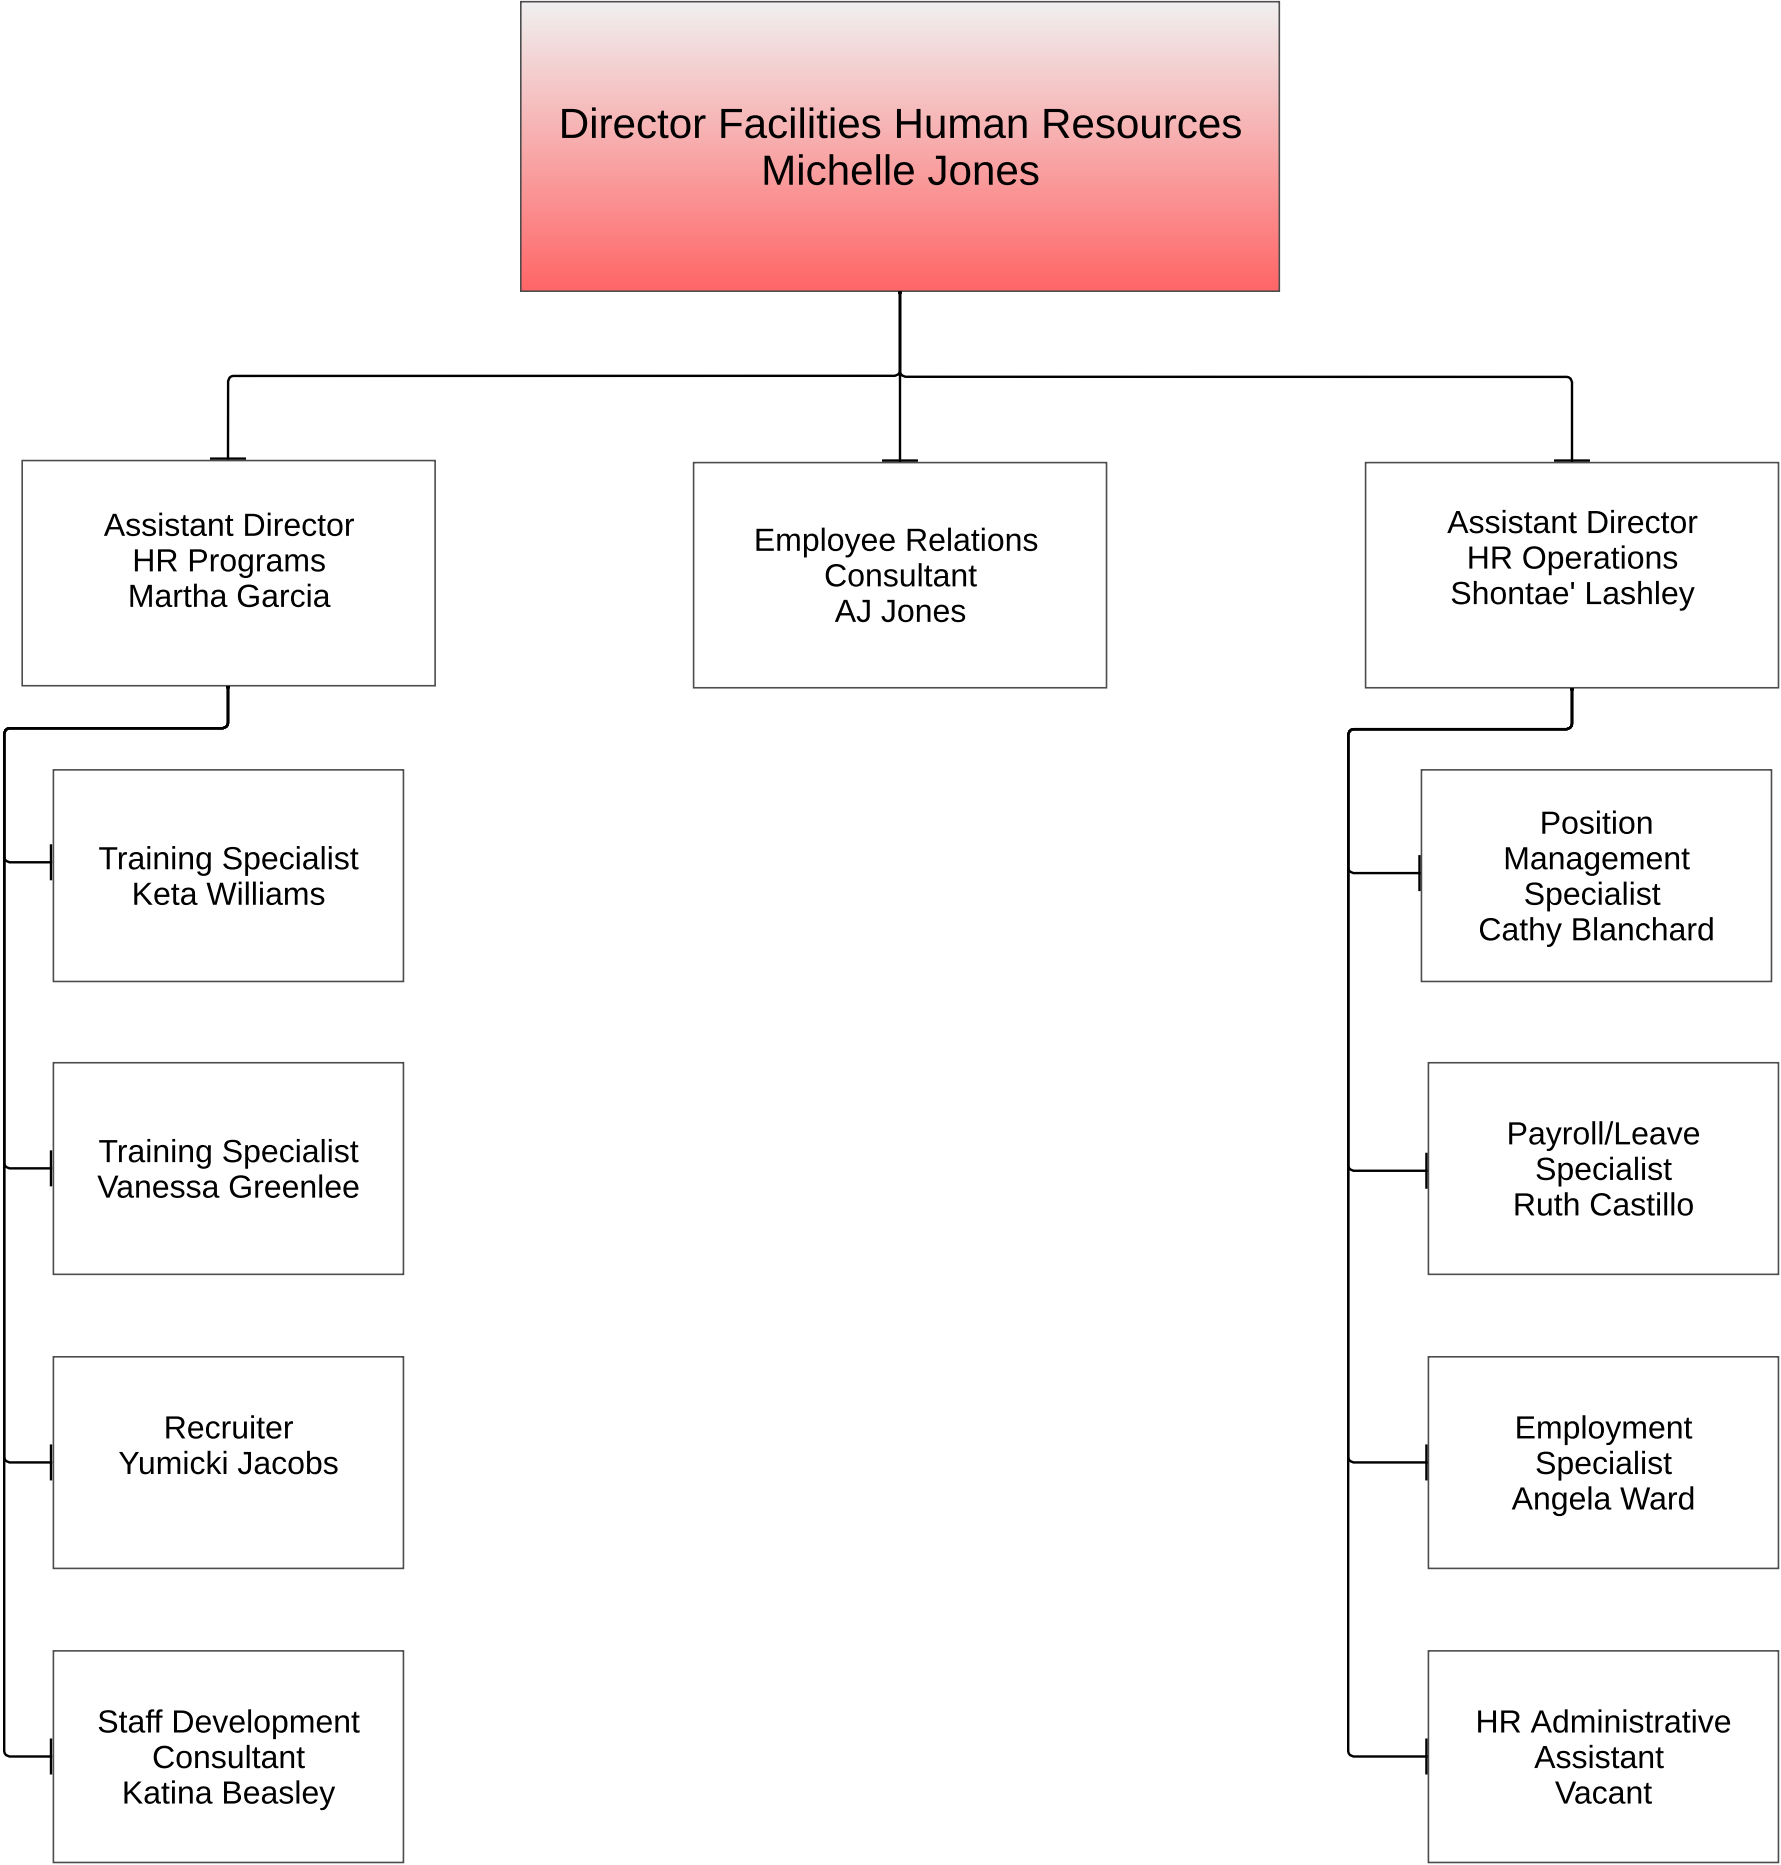 Director Facilities Human Resources
Michelle Jones
Assistant Director
HR Programs
Martha Garcia
Employee Relations
Consultant
AJ Jones
Assistant Director
HR Operations
Shontae' Lashley
Training Specialist
Keta Williams
Position
Management
Specialist
Cathy Blanchard
Training Specialist
Vanessa Greenlee
Payroll/Leave
Specialist
Ruth Castillo
Recruiter
Yumicki Jacobs
Employment
Specialist
Angela Ward
Staff Development
Consultant
Katina Beasley
HR Administrative
Assistant
Vacant